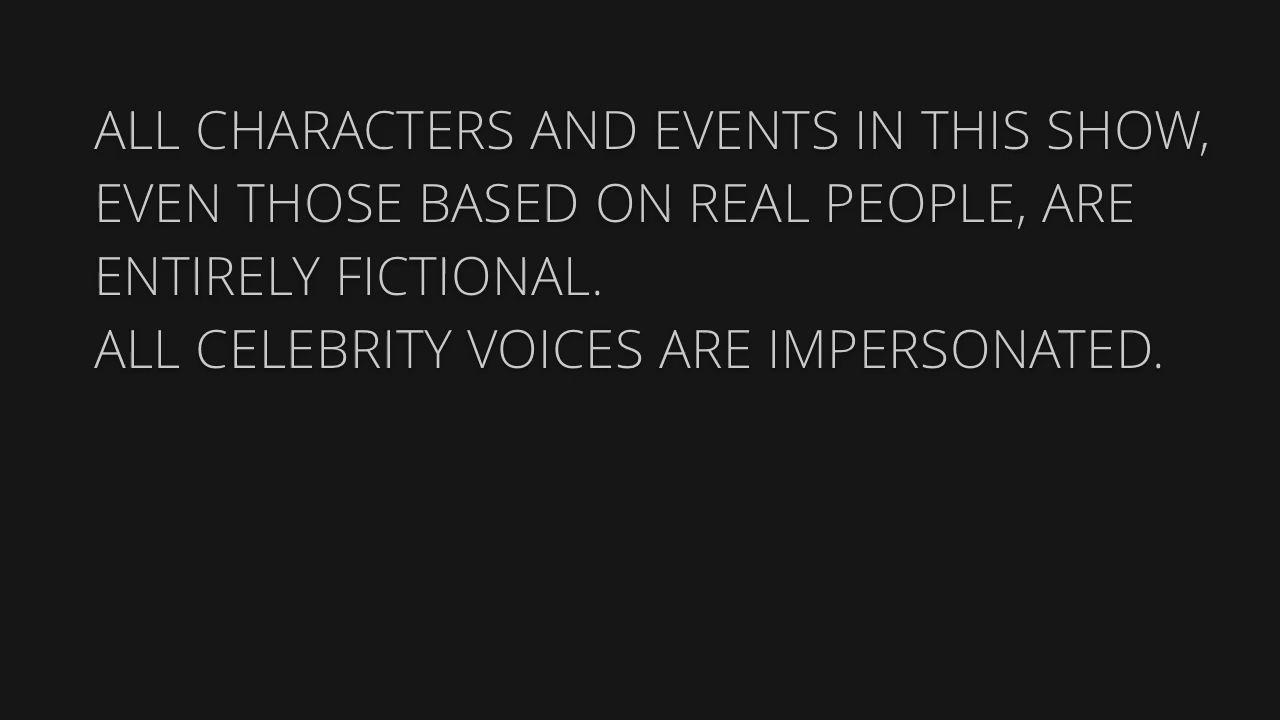 ALL CHARACTERS AND EVENTS IN THIS SHOW,
EVEN THOSE BASED ON REAL PEOPLE, ARE
ENTIRELY FICTIONAL.
ALL CELEBRITY VOICES ARE IMPERSONATED.